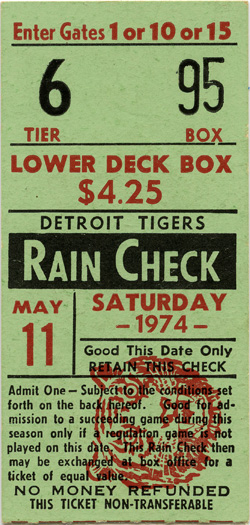 Enter Gates 1 or 10 or 15
6 95
TIER BOX
LOWER DECK BOX
$4.25
DETROIT TIGERS
RAIN CHECK
MAY 11
SATURDAY
-1974-
Good This Date Only
RETAIN THIS CHECK
Admit One — Subject to the conditions set
forth on the back hereof. Good for ad-
mission to a succeeding game during this
season only if a regulation game is not
played on this date. This Rain Check then
may be exchanged at box office for a
ticket of equal value.
NO MONEY REFUNDED
THIS TICKET NON-TRANSFERABLE